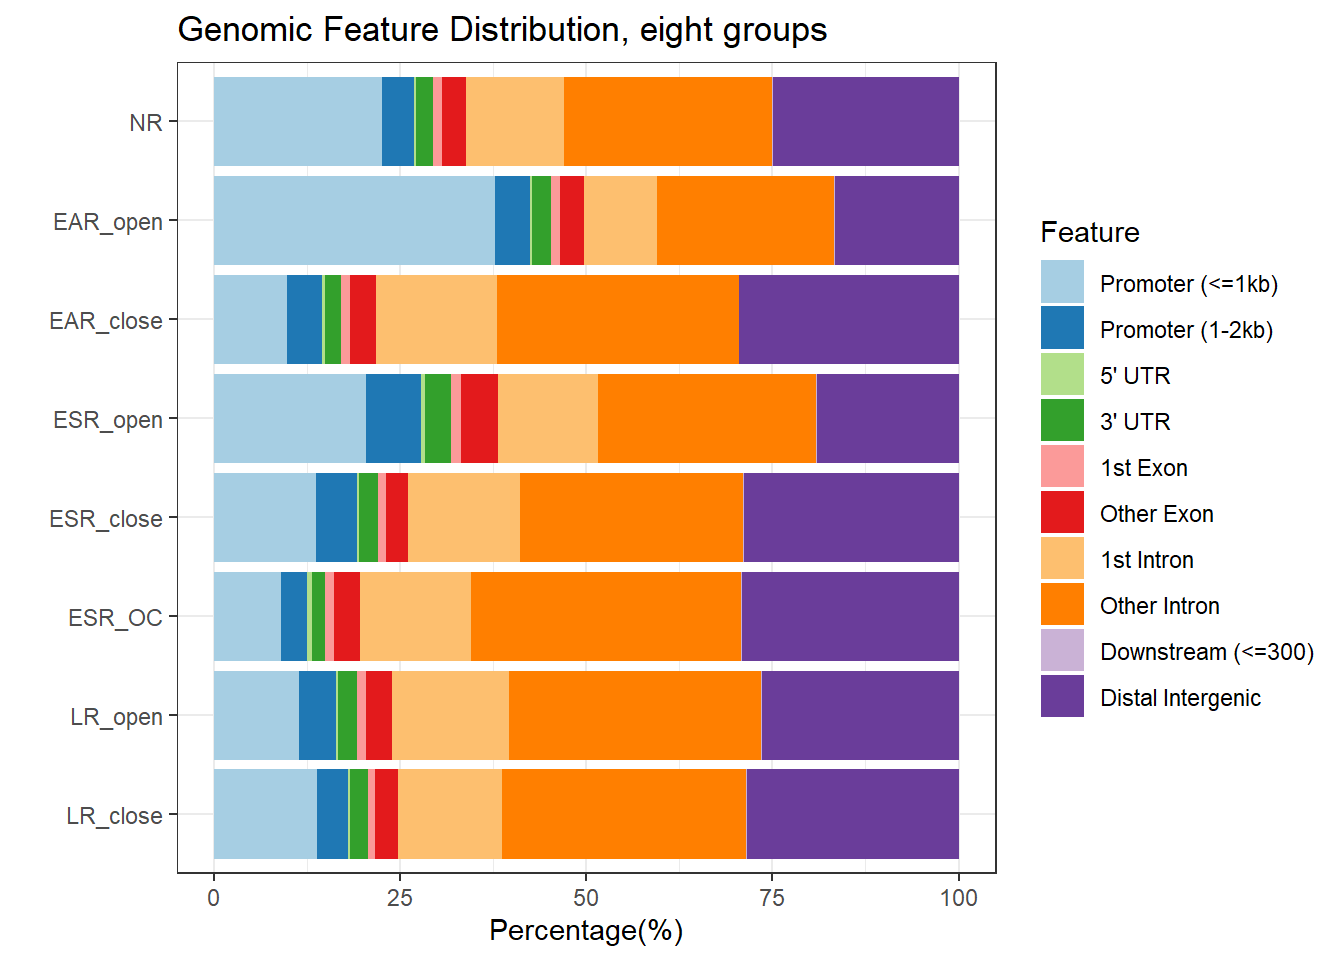 Genomic Feature Distribution, eight groups
NR
EAR_open
EAR_close
ESR_open
ESR_close
ESR_OC
LR_open
LR_close
0 25 50 75 100
Percentage(%)
Feature
Promoter (<=1kb)
Promoter (1-2kb)
5' UTR
3' UTR
1st Exon
Other Exon
1st Intron
Other Intron
Downstream (<=300)
Distal Intergenic